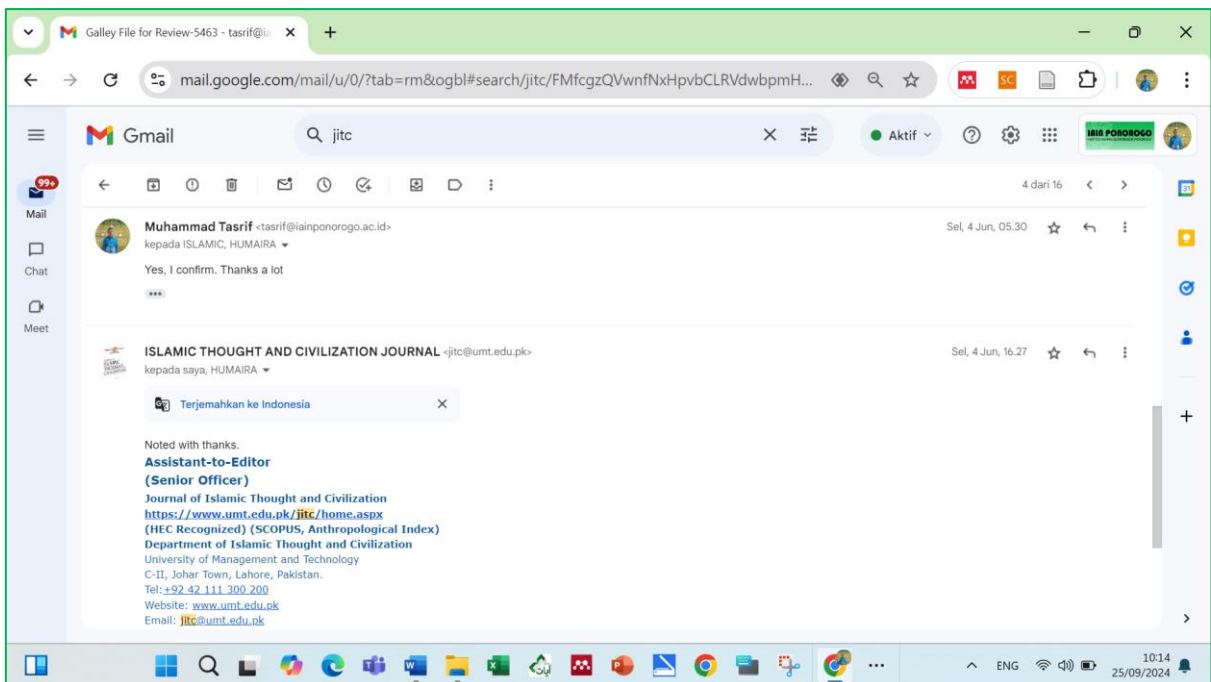 Galley File for Review-5463 - tasrif@ia
mail.google.com/mail/u/0/?tab=rm&ogbl#search/jitc/FMfcgzQVwnfNxHpvbCLRVdwbpmH...
SC
Gmail
jitc
Aktif
IAIN PONOROGO
99+
Mail
Chat
Meet
4 dari 16
31
Muhammad Tasrif <tasrif@iainponorogo.ac.id>
Sel, 4 Jun, 05.30
kepada ISLAMIC, HUMAIRA
Yes, I confirm. Thanks a lot
ISLAMIC THOUGHT AND CIVILIZATION JOURNAL <jitc@umt.edu.pk>
Sel, 4 Jun, 16.27
kepada saya, HUMAIRA
Terjemahkan ke Indonesia
Noted with thanks.
Assistant-to-Editor
(Senior Officer)
Journal of Islamic Thought and Civilization
https://www.umt.edu.pk/jitc/home.aspx
(HEC Recognized) (SCOPUS, Anthropological Index)
Department of Islamic Thought and Civilization
University of Management and Technology
C-II, Johar Town, Lahore, Pakistan.
Tel:+92 42 111 300 200
Website: www.umt.edu.pk
Email: jitc@umt.edu.pk
ENG
10:14
25/09/2024